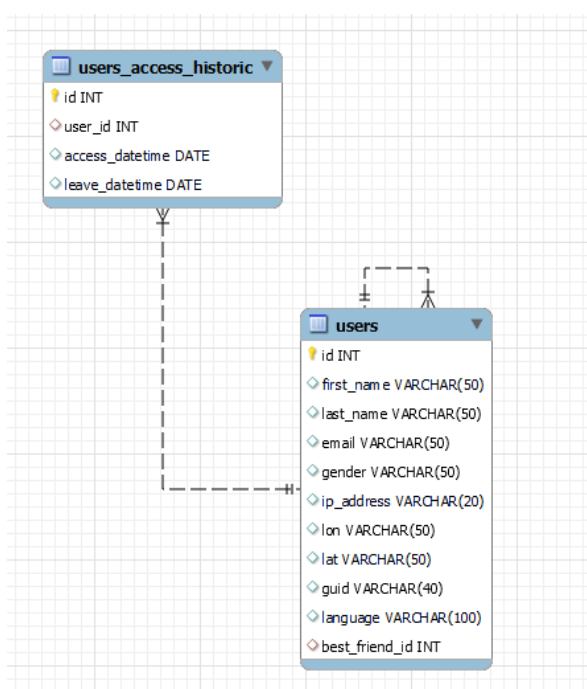 users_access_historic
id INT
user_id INT
access_datetime DATE
leave_datetime DATE
users
id INT
first_name VARCHAR(50)
last_name VARCHAR(50)
email VARCHAR(50)
gender VARCHAR(50)
ip_address VARCHAR(20)
lon VARCHAR(50)
lat VARCHAR(50)
guid VARCHAR(40)
language VARCHAR(100)
best_friend_id INT